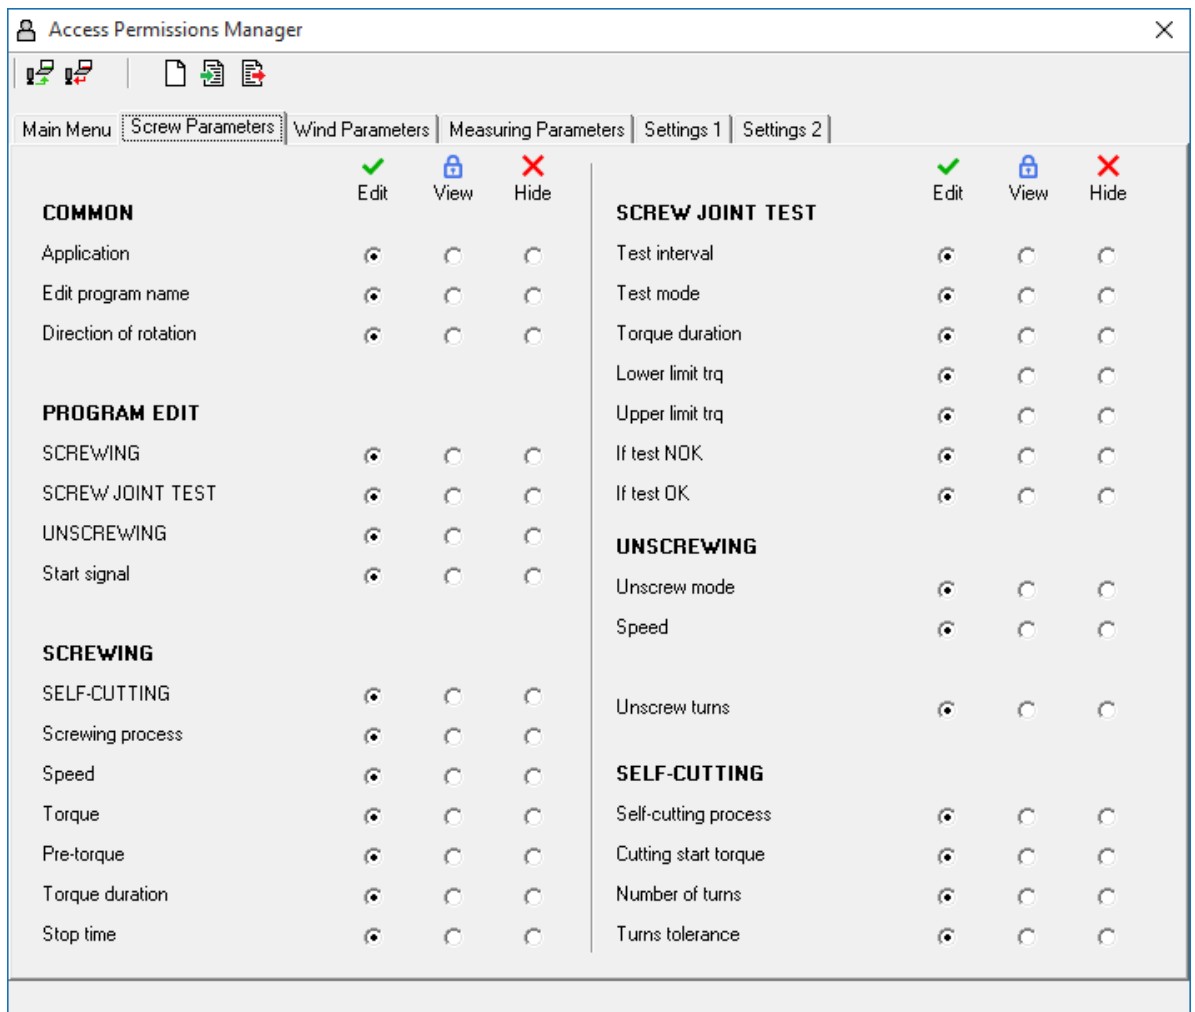 Access Permissions Manager
Main Menu Screw Parameters Wind Parameters Measuring Parameters Settings 1 Settings 2
Edit View Hide
COMMON
Application
Edit program name
Direction of rotation
PROGRAM EDIT
SCREWING
SCREW JOINT TEST
UNSCREWING
Start signal
SCREWING
SELF-CUTTING
Screwing process
Speed
Torque
Pre-torque
Torque duration
Stop time
Edit View Hide
SCREW JOINT TEST
Test interval
Test mode
Torque duration
Lower limit trq
Upper limit trq
If test NOK
If test OK
UNSCREWING
Unscrew mode
Speed
Unscrew turns
SELF-CUTTING
Self-cutting process
Cutting start torque
Number of turns
Turns tolerance